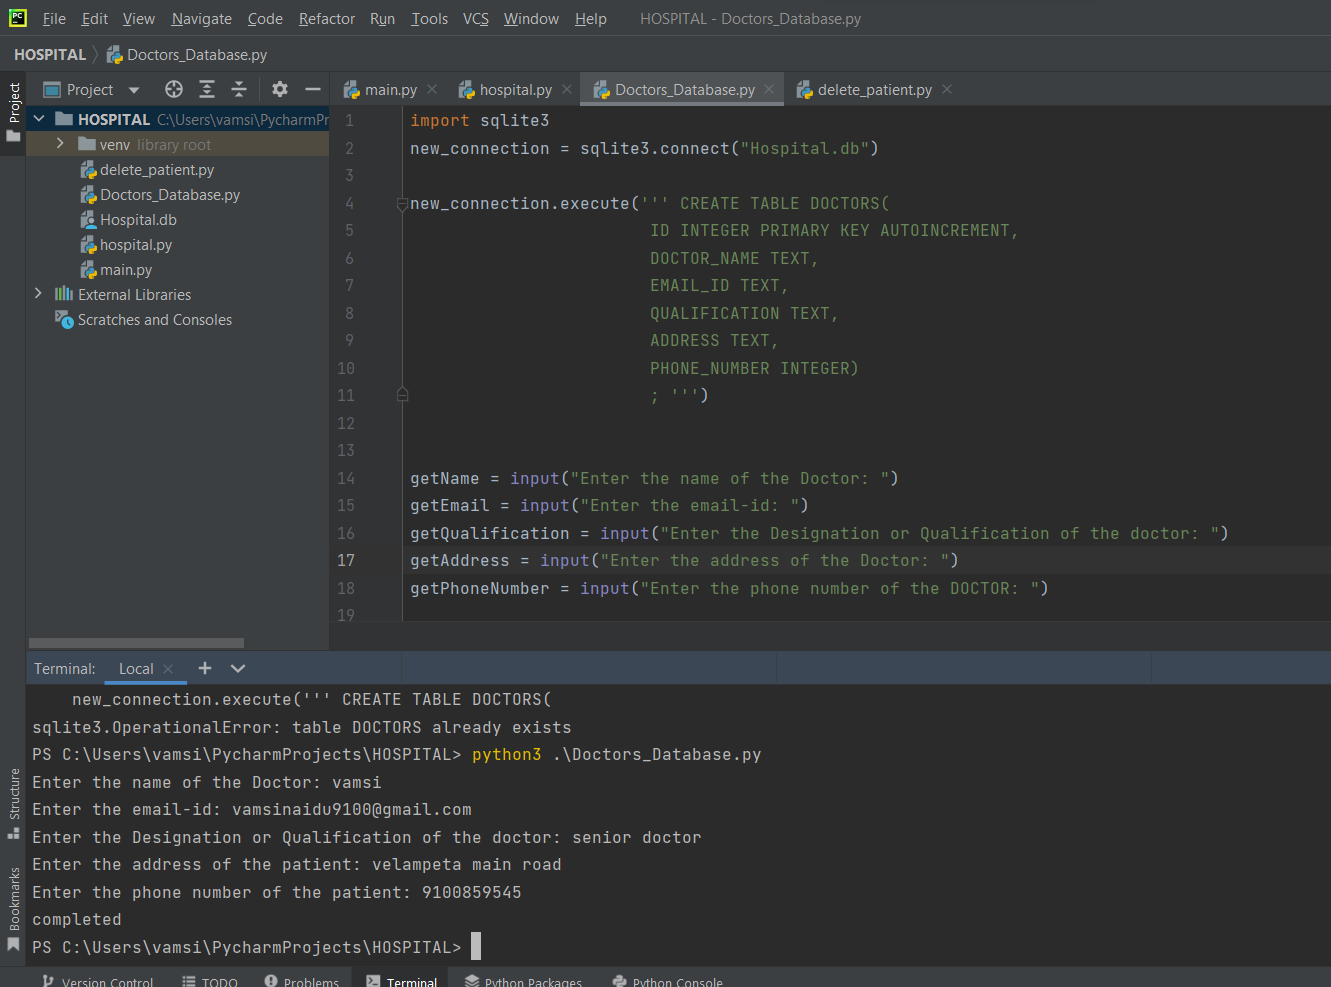 PC File Edit View Navigate Code Refactor Run Tools VCS Window Help HOSPITAL - Doctors_Database.py
HOSPITAL Doctors_Database.py
Project
Project
main.py hospital.py Doctors_Database.py delete_patient.py
HOSPITAL C:\Users\vamsi\PycharmPr
venv library root
delete_patient.py
Doctors_Database.py
Hospital.db
hospital.py
main.py
External Libraries
Scratches and Consoles
1 import sqlite3
2 new_connection = sqlite3.connect("Hospital.db")
3
4 new_connection.execute(''' CREATE TABLE DOCTORS(
5 ID INTEGER PRIMARY KEY AUTOINCREMENT,
6 DOCTOR_NAME TEXT,
7 EMAIL_ID TEXT,
8 QUALIFICATION TEXT,
9 ADDRESS TEXT,
10 PHONE_NUMBER INTEGER)
11 ; ''')
12
13
14 getName = input("Enter the name of the Doctor: ")
15 getEmail = input("Enter the email-id: ")
16 getQualification = input("Enter the Designation or Qualification of the doctor: ")
17 getAddress = input("Enter the address of the Doctor: ")
18 getPhoneNumber = input("Enter the phone number of the DOCTOR: ")
19
Terminal: Local
new_connection.execute(''' CREATE TABLE DOCTORS(
sqlite3.OperationalError: table DOCTORS already exists
PS C:\Users\vamsi\PycharmProjects\HOSPITAL> python3 .\Doctors_Database.py
Enter the name of the Doctor: vamsi
Enter the email-id: vamsinaidu9100@gmail.com
Enter the Designation or Qualification of the doctor: senior doctor
Enter the address of the patient: velampeta main road
Enter the phone number of the patient: 9100859545
completed
PS C:\Users\vamsi\PycharmProjects\HOSPITAL>
Structure
Bookmarks
Version Control TODO Problems Terminal Python Packages Python Console